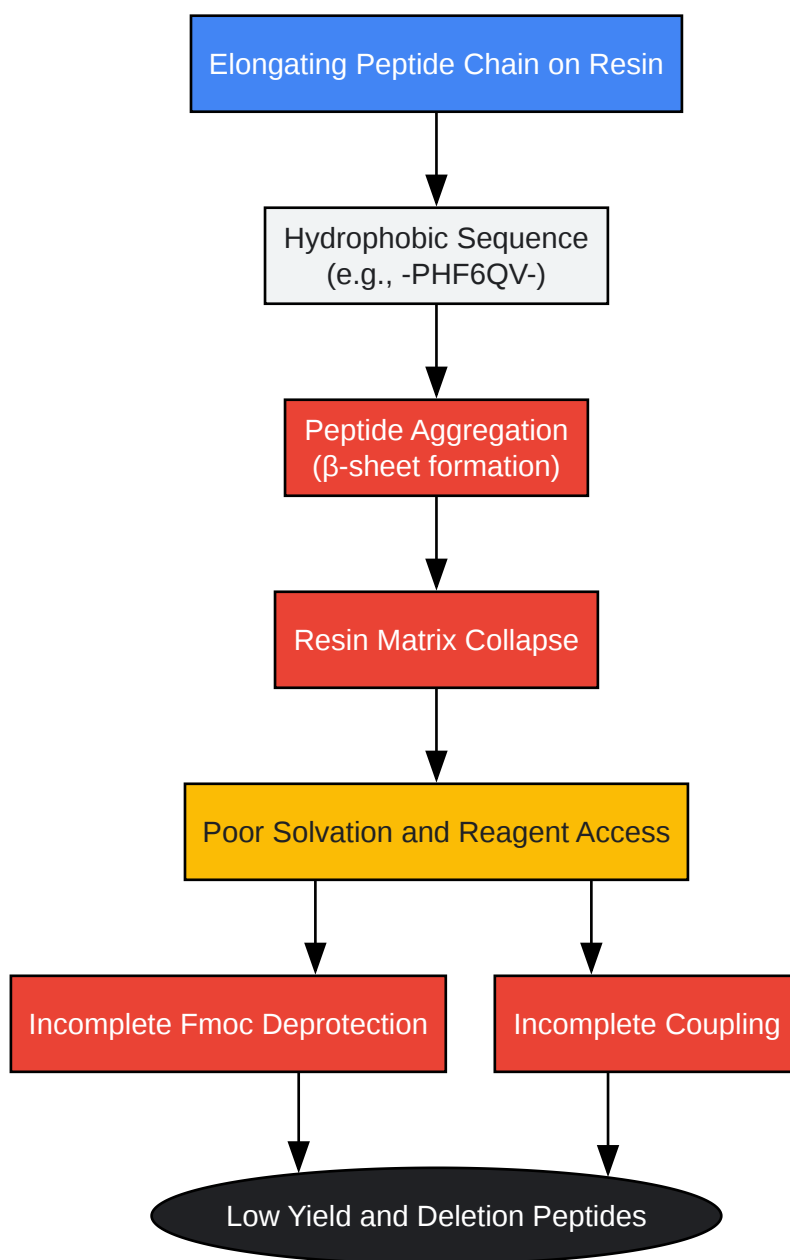 Elongating Peptide Chain on Resin
Hydrophobic Sequence
(e.g., -PHF6QV-)
Peptide Aggregation
(β-sheet formation)
Resin Matrix Collapse
Poor Solvation and Reagent Access
Incomplete Fmoc Deprotection
Incomplete Coupling
Low Yield and Deletion Peptides